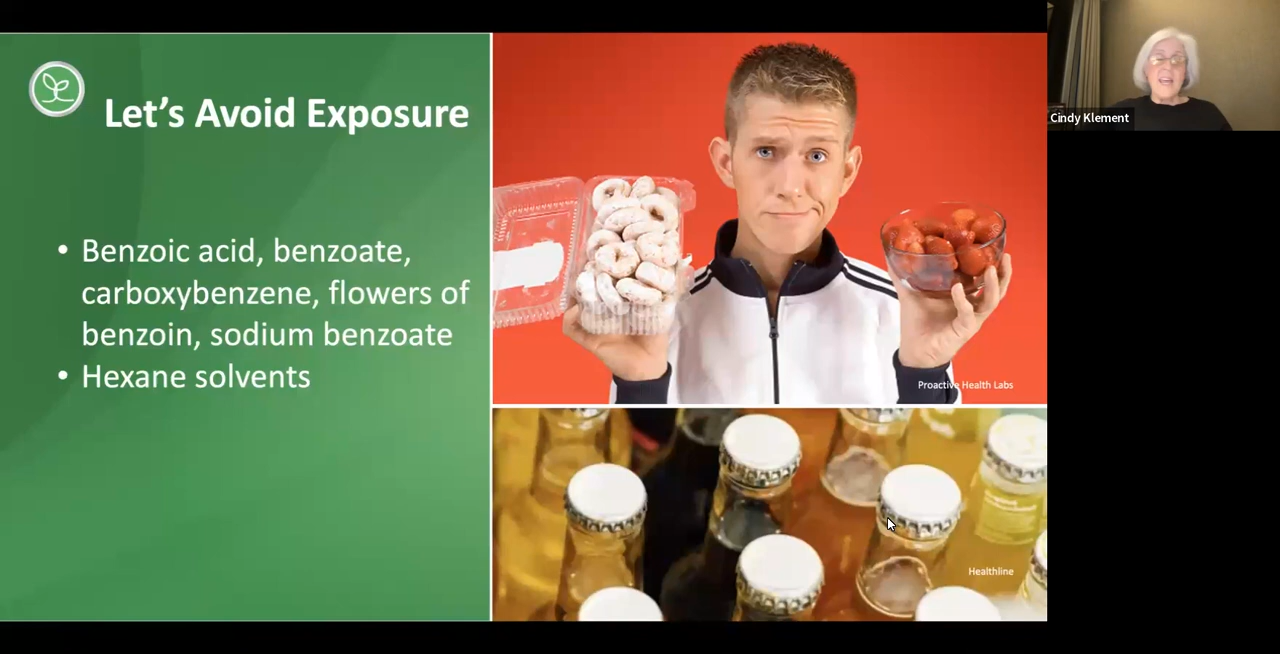 Let's Avoid Exposure
• Benzoic acid, benzoate,
carboxybenzene, flowers of
benzoin, sodium benzoate
• Hexane solvents
Proactive Health Labs
Healthline
Cindy Klement